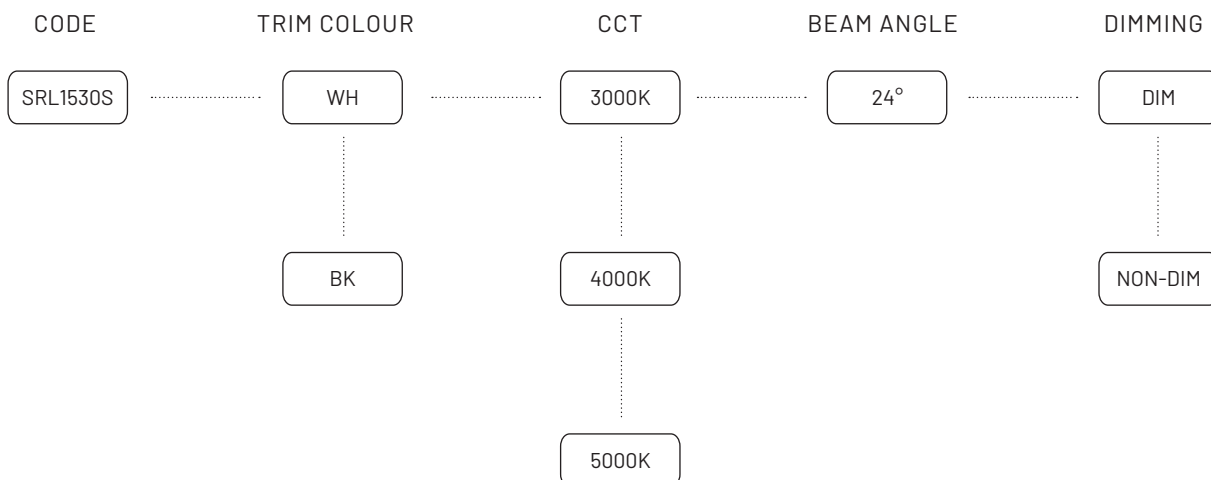 CODE TRIM COLOUR CCT BEAM ANGLE DIMMING
SRL1530S WH 3000K 24° DIM
BK 4000K NON-DIM
5000K